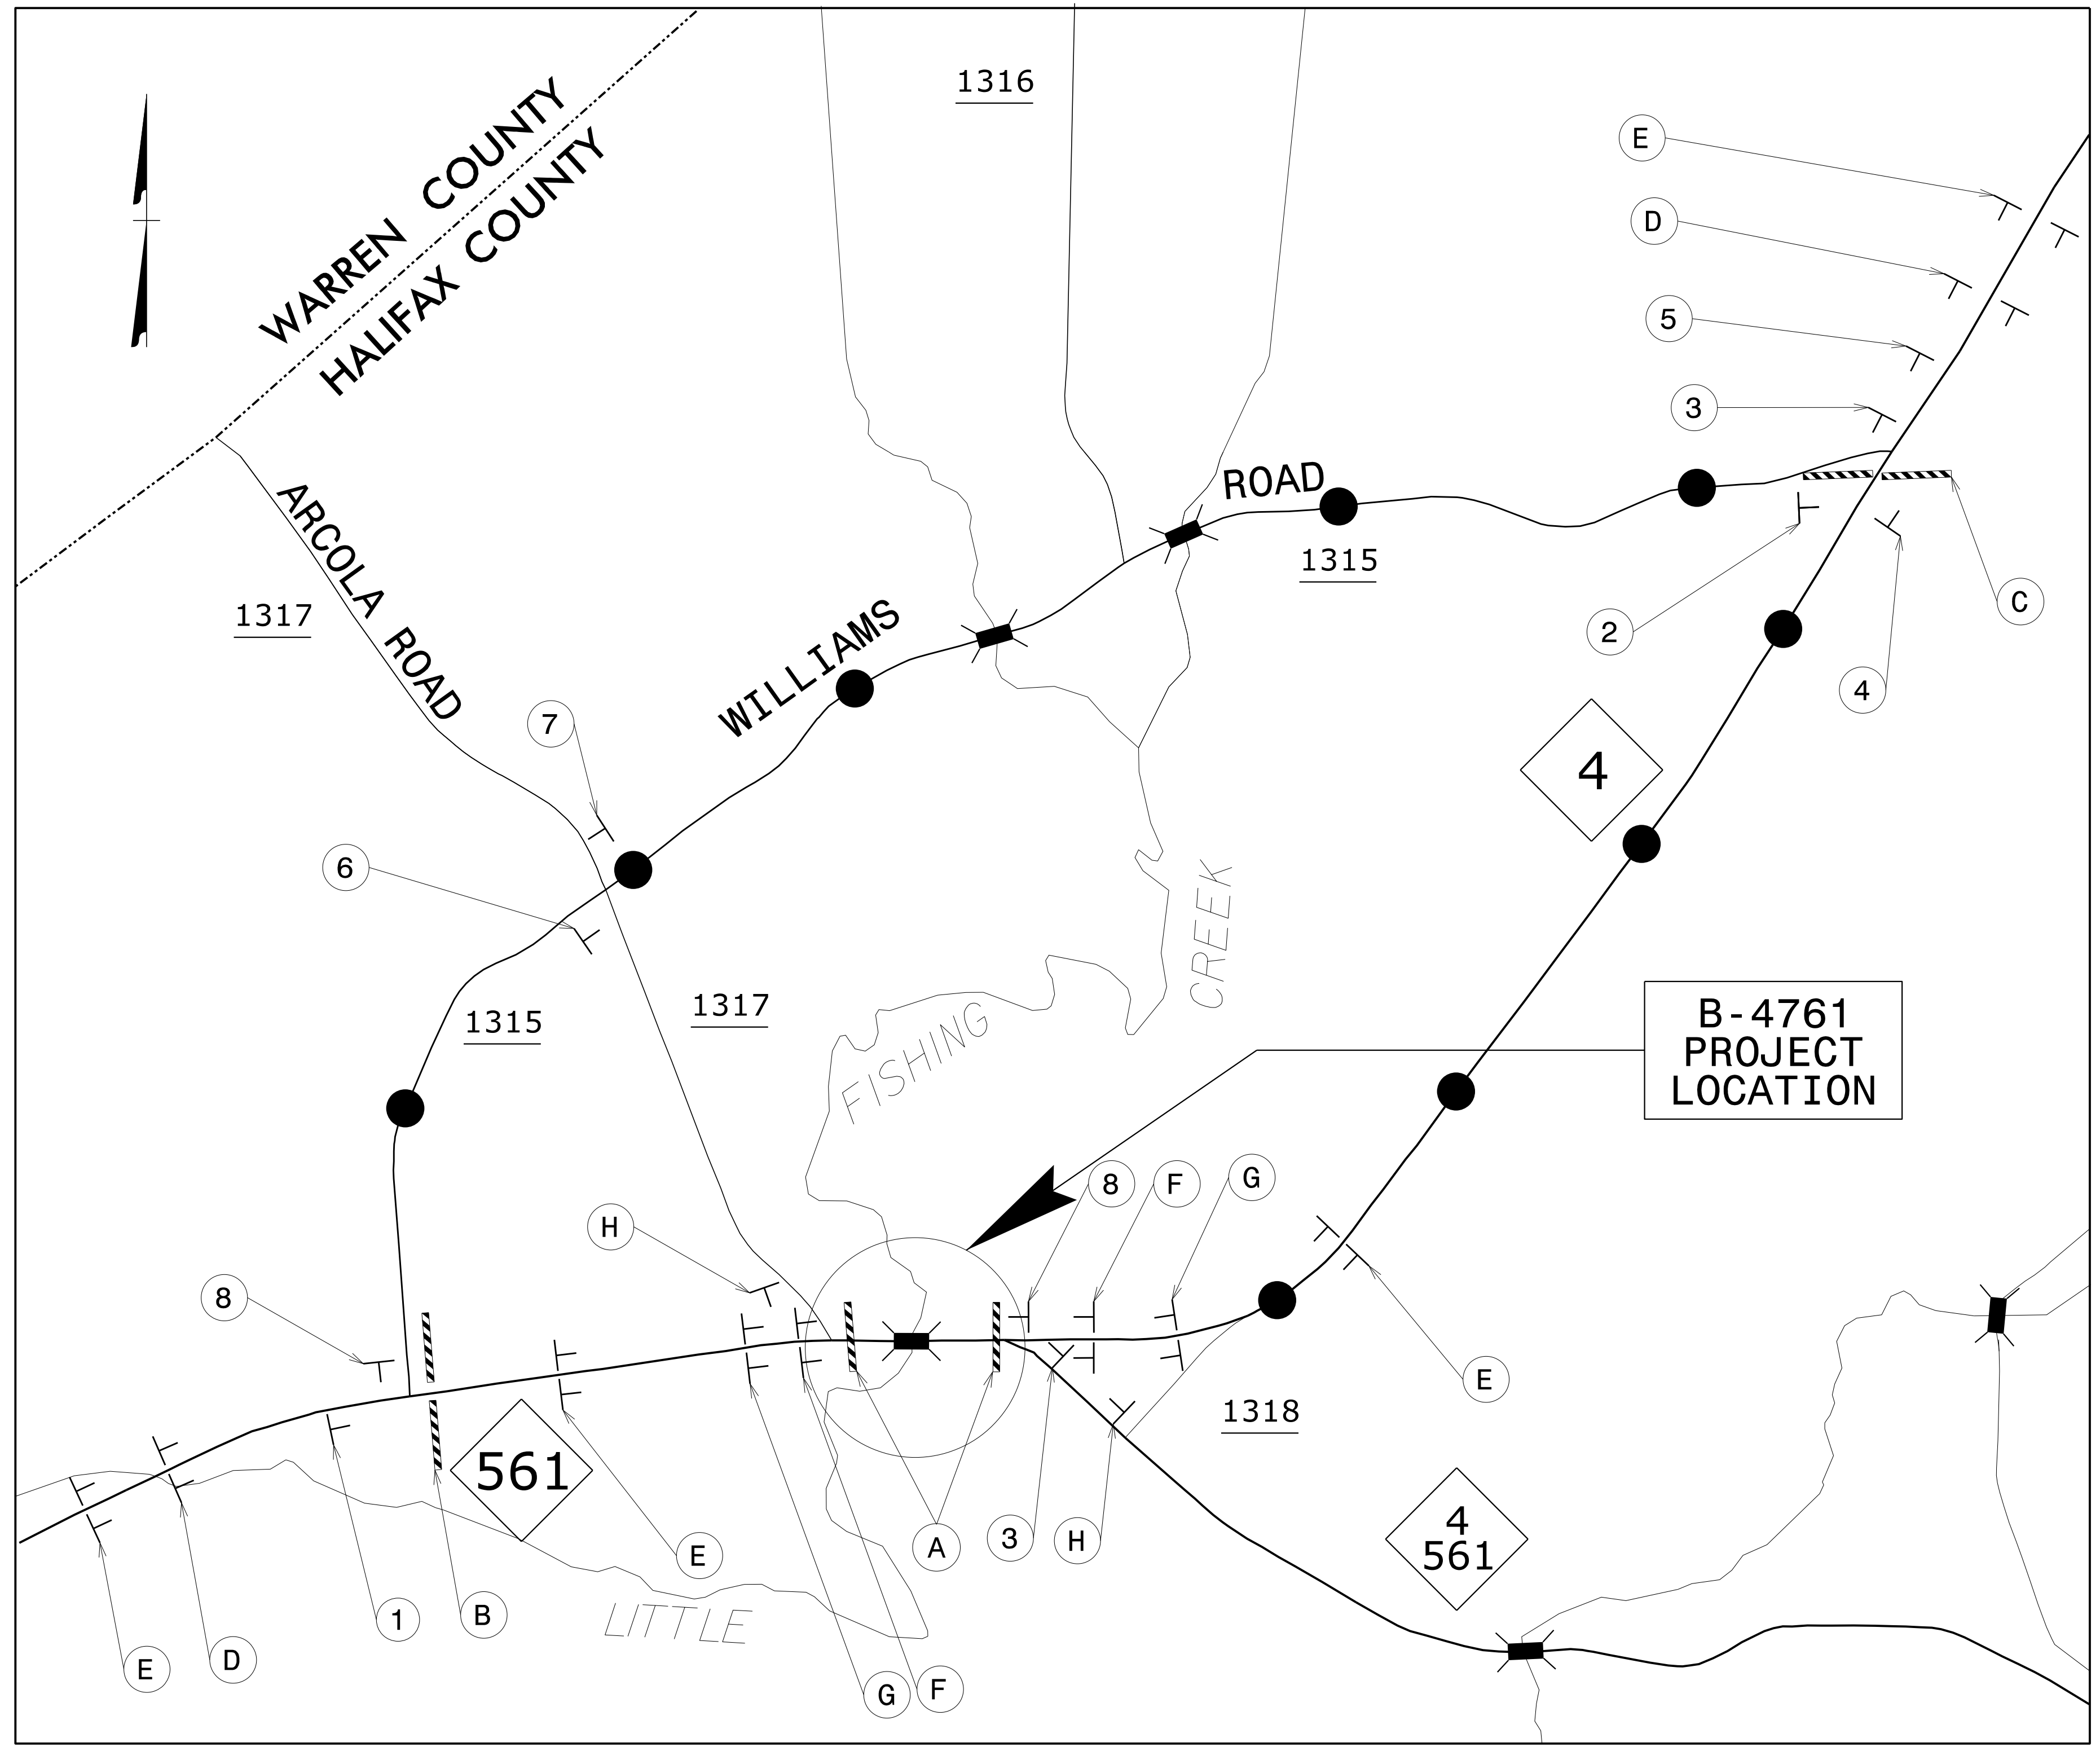 1316
E
WARREN COUNTY
HALIFAX COUNTY
D
5
3
ROAD
ARCOLA ROAD
1315
1317
C
WILLIAMS
2
4
7
4
6
CREEK
1317
B-4761
PROJECT
LOCATION
1315
FISHING
8
F
G
H
8
E
1318
561
4
561
A
3
H
E
1
B
LITTLE
E
D
G
F